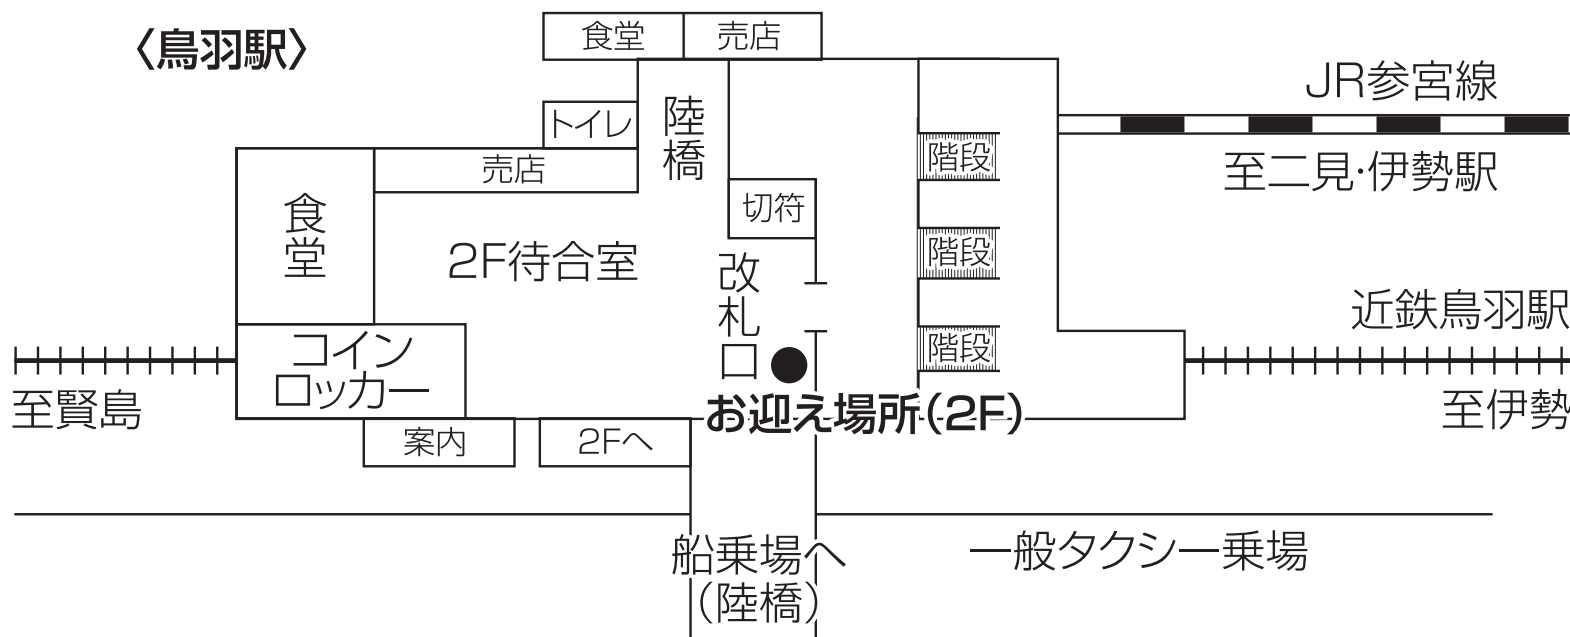 〈鳥羽駅〉
食堂
売店
JR参宮線
至二見・伊勢駅
トイレ
陸橋
階段
売店
切符
食堂
2F待合室
階段
改札口
近鉄鳥羽駅
コイン
ロッカー
階段
至賢島
至伊勢
お迎え場所(2F)
案内
2Fへ
船乗場へ
(陸橋)
一般タクシー乗場